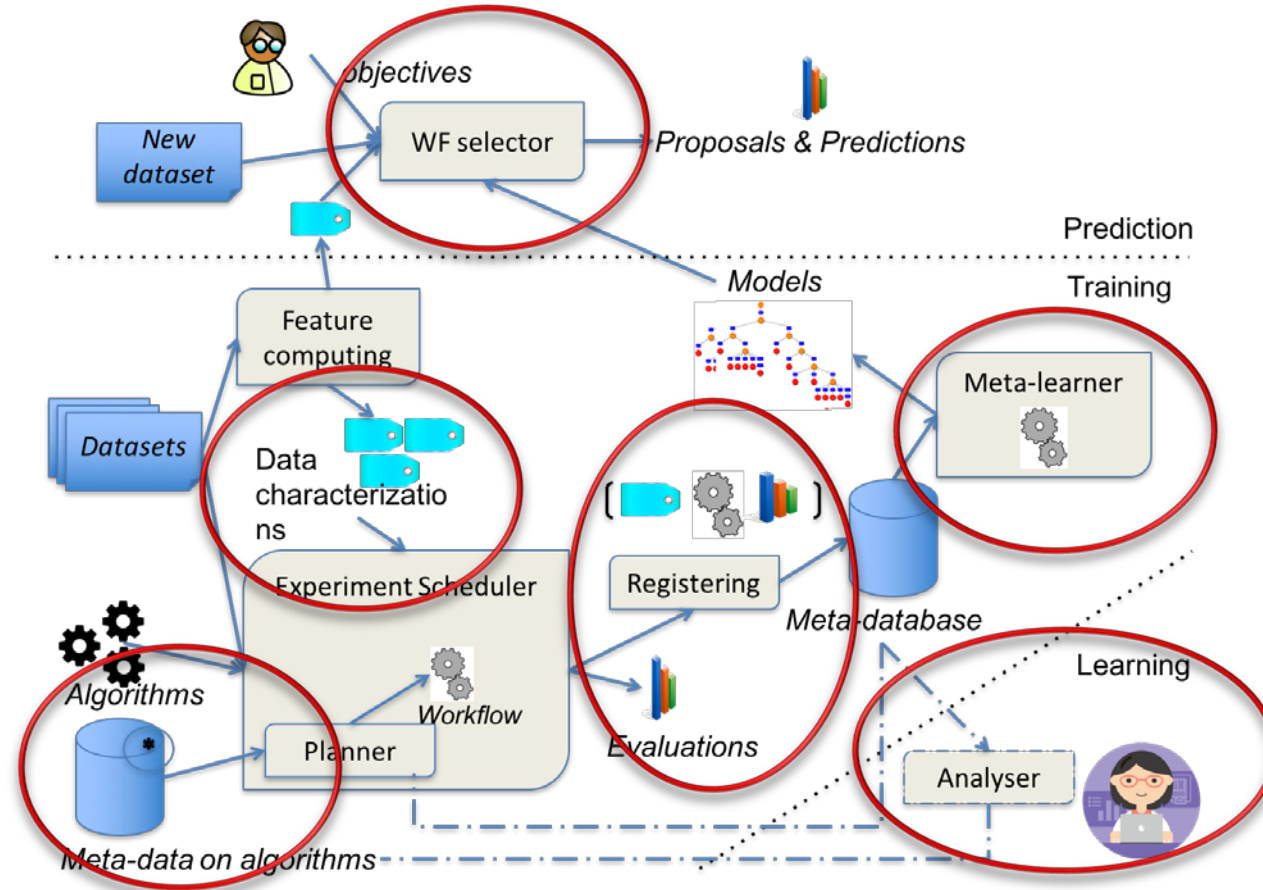 objectives
New
dataset
WF selector
Proposals & Predictions
Prediction
Models
Training
Feature
computing
Meta-learner
Datasets
Data
characterizatio
ns
Experiment Scheduler
Registering
Meta-database
Algorithms
Learning
Workflow
Planner
Evaluations
Analyser
Meta-data on algorithms